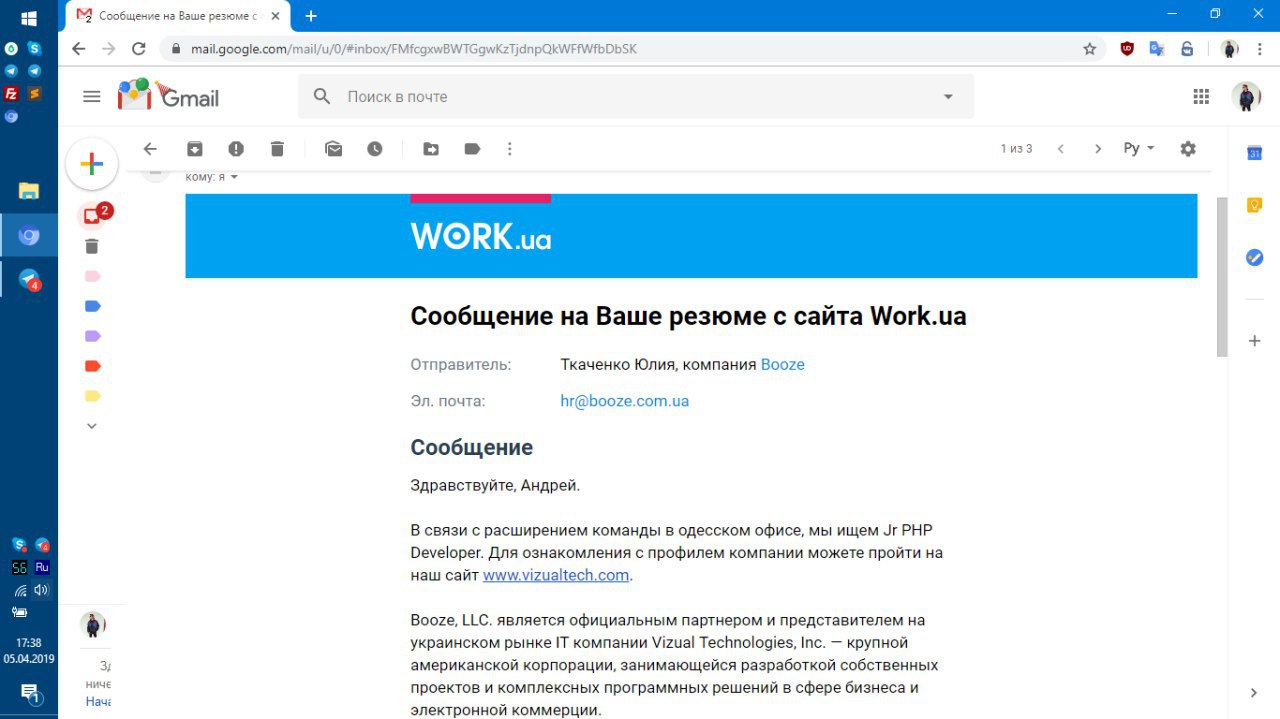 Сообщение на Ваше резюме с
mail.google.com/mail/u/0/#inbox/FMfcgxwBWTGgwKzTjdnpQkWFfWfbDbSK
Gmail
Поиск в почте
1 из 3
Ру
кому: я
2
WORK.ua
Сообщение на Ваше резюме с сайта Work.ua
Отправитель: Ткаченко Юлия, компания Booze
Эл. почта: hr@booze.com.ua
Сообщение
Здравствуйте, Андрей.
В связи с расширением команды в одесском офисе, мы ищем Jr PHP
Developer. Для ознакомления с профилем компании можете пройти на
наш сайт www.vizualtech.com.
Booze, LLC. является официальным партнером и представителем на
украинском рынке IT компании Vizual Technologies, Inc. — крупной
американской корпорации, занимающейся разработкой собственных
проектов и комплексных программных решений в сфере бизнеса и
электронной коммерции.
31
4
56 Ru
17:38
05.04.2019
1
Зд
ниче
Нача